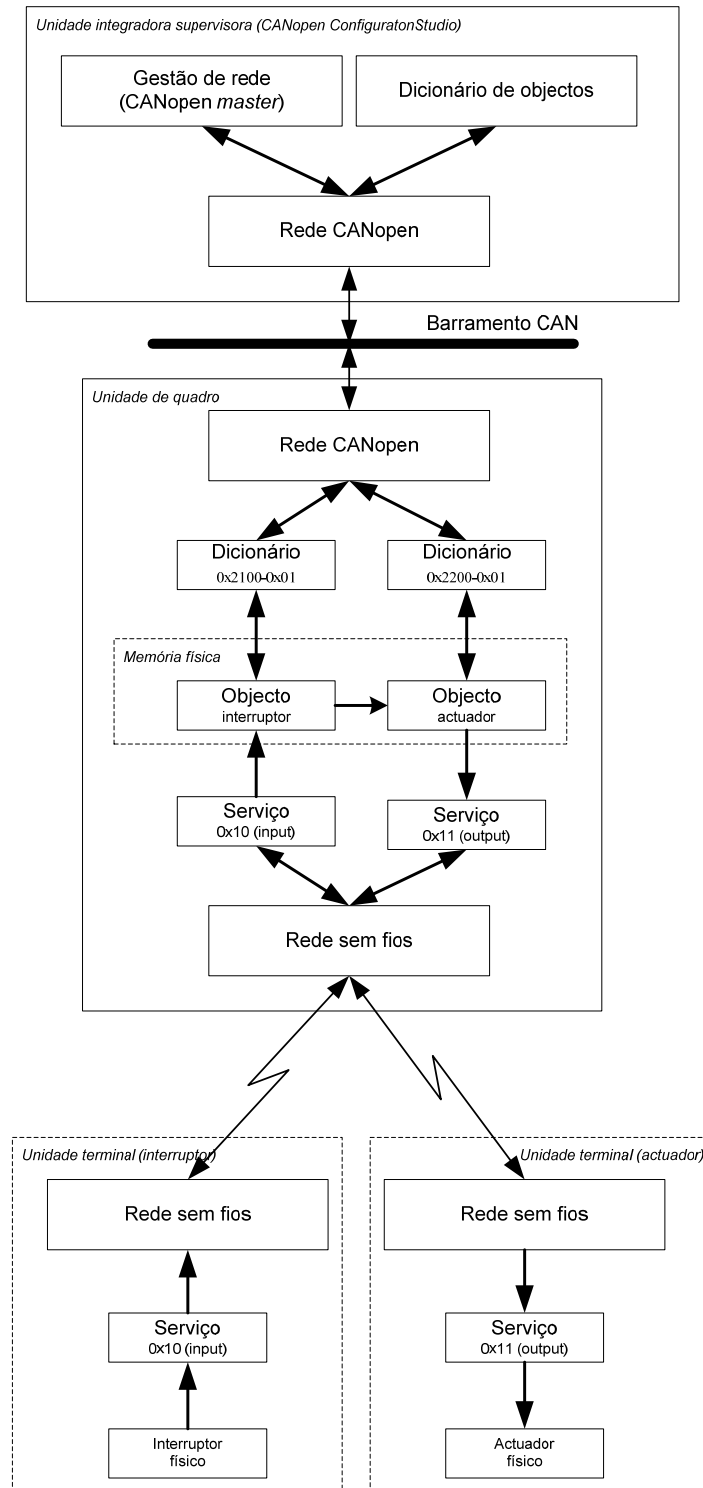 Unidade integradora supervisora (CANopen ConfiguratonStudio)
Gestão de rede
(CANopen master)
Dicionário de objectos
Rede CANopen
Barramento CAN
Unidade de quadro
Rede CANopen
Dicionário
0x2100-0x01
Dicionário
0x2200-0x01
Memória física
Objecto
interruptor
Objecto
actuador
Serviço
0x10 (input)
Serviço
0x11 (output)
Rede sem fios
Unidade terminal (interruptor)
Rede sem fios
Serviço
0x10 (input)
Interruptor
físico
Unidade terminal (actuador)
Rede sem fios
Serviço
0x11 (output)
Actuador
físico